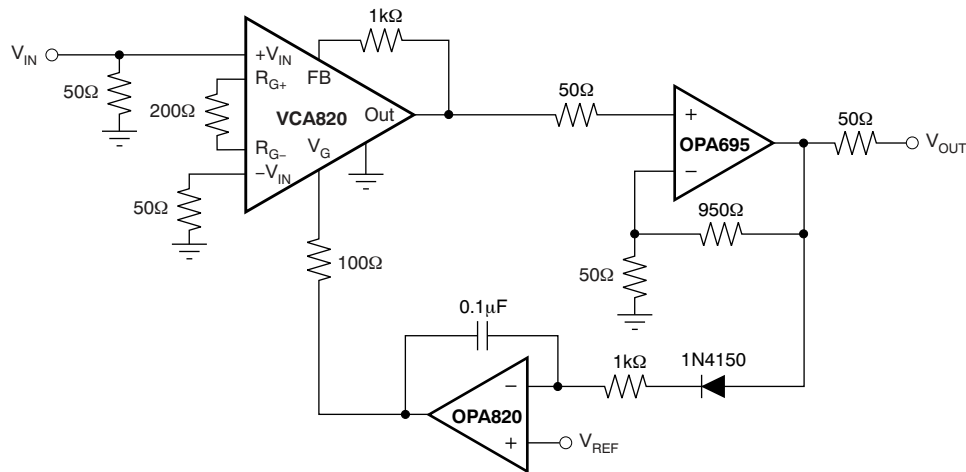 1kΩ
V_IN
+V_IN
FB
50Ω
R_G+
200Ω
VCA820
Out
R_G−
V_G
−V_IN
50Ω
100Ω
50Ω
+
OPA695
−
50Ω
V_OUT
950Ω
50Ω
0.1μF
1kΩ
1N4150
−
OPA820
+
V_REF